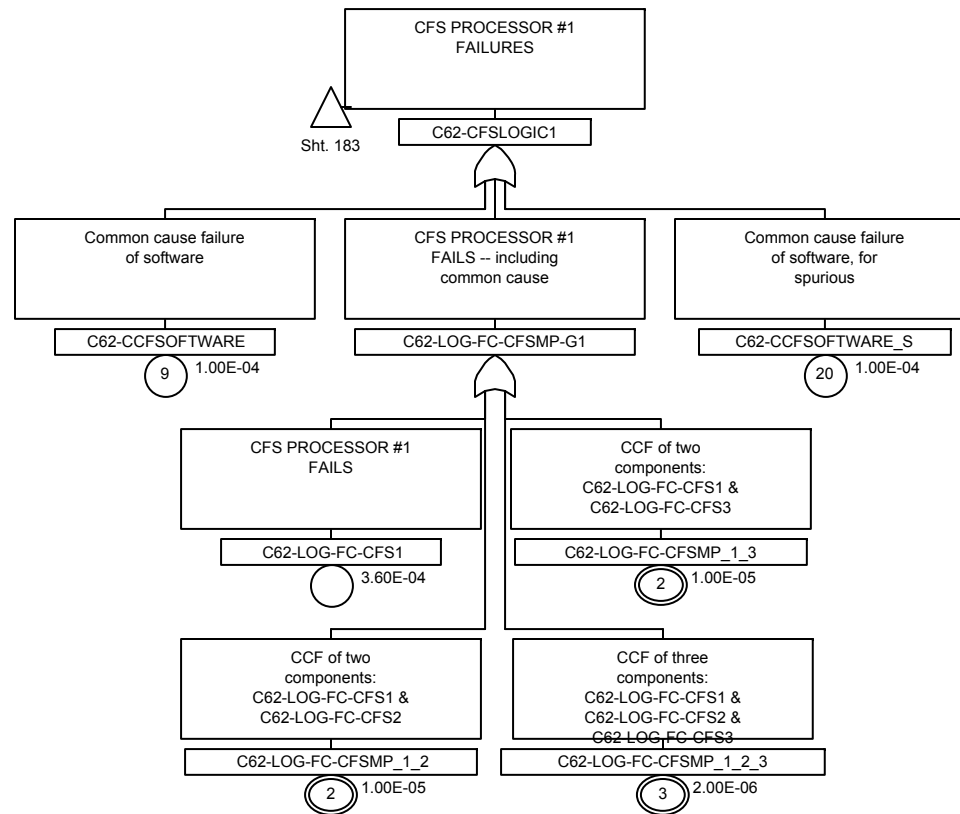 CFS PROCESSOR #1
FAILURES
Sht. 183
C62-CFSLOGIC1
Common cause failure
of software
C62-CCFSOFTWARE
9
1.00E-04
CFS PROCESSOR #1
FAILS -- including
common cause
C62-LOG-FC-CFSMP-G1
Common cause failure
of software, for
spurious
C62-CCFSOFTWARE_S
20
1.00E-04
CFS PROCESSOR #1
FAILS
C62-LOG-FC-CFS1
3.60E-04
CCF of two
components:
C62-LOG-FC-CFS1 &
C62-LOG-FC-CFS3
C62-LOG-FC-CFSMP_1_3
2
1.00E-05
CCF of two
components:
C62-LOG-FC-CFS1 &
C62-LOG-FC-CFS2
C62-LOG-FC-CFSMP_1_2
2
1.00E-05
CCF of three
components:
C62-LOG-FC-CFS1 &
C62-LOG-FC-CFS2 &
C62-LOG-FC-CFS3
C62-LOG-FC-CFSMP_1_2_3
3
2.00E-06